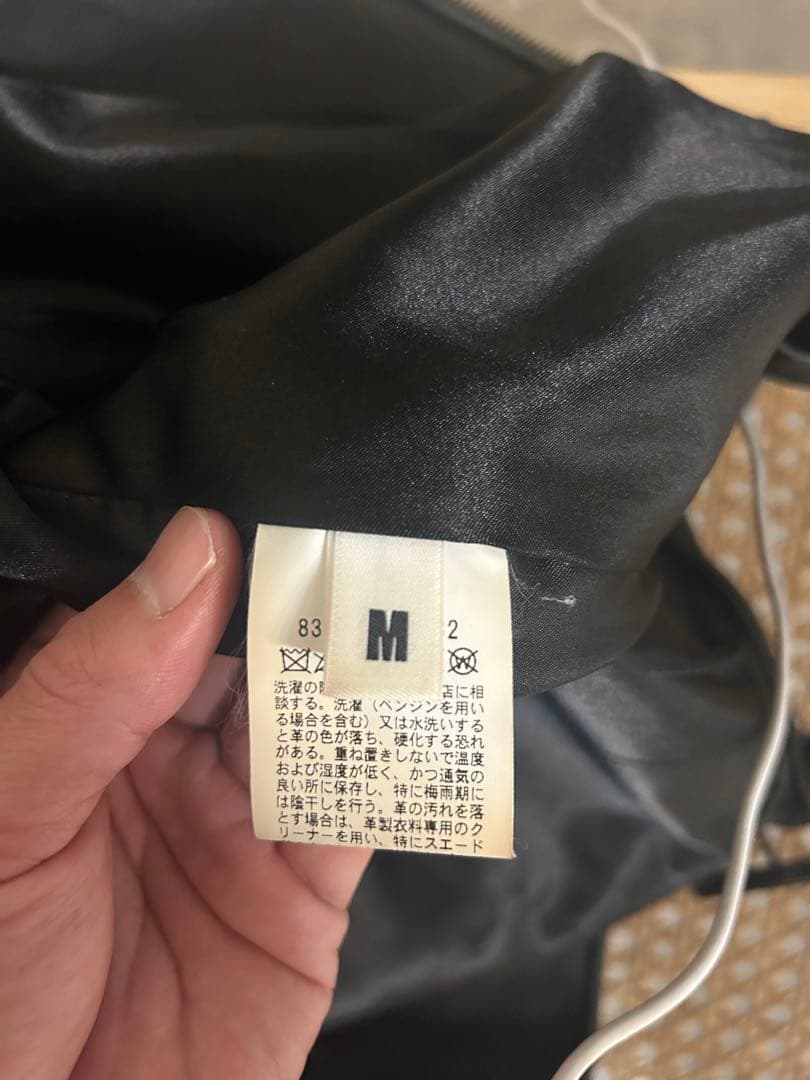 83
M
2
洗濯の
店に相
談する。洗濯（ベンジンを用い
る場合を含む）又は水洗いする
と革の色が落ち、硬化する恐れ
がある。重ね置きしないで温度
および湿度が低く、かつ通気の
良い所に保存し、特に梅雨期に
は陰干しを行う。革の汚れを落
とす場合は、革製衣料専用のク
リーナーを用い、特にスエード